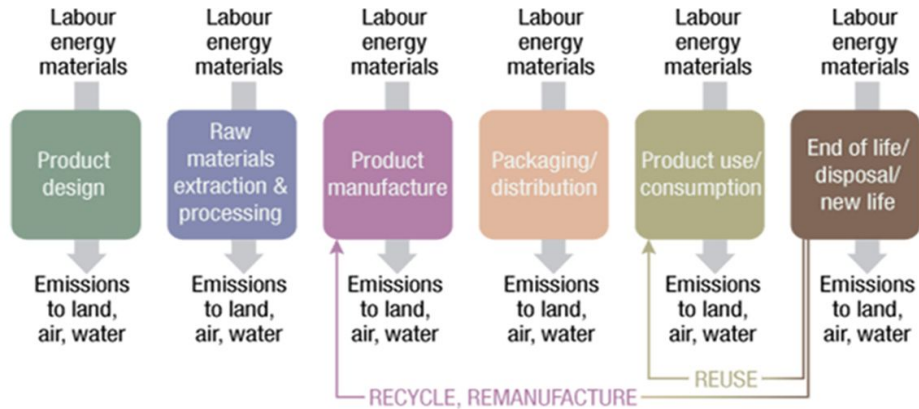 Labour
energy
materials
Labour
energy
materials
Labour
energy
materials
Labour
energy
materials
Labour
energy
materials
Labour
energy
materials
Product
design
Raw
materials
extraction &
processing
Product
manufacture
Packaging/
distribution
Product use/
consumption
End of life/
disposal/
new life
Emissions
to land,
air, water
Emissions
to land,
air, water
Emissions
to land,
air, water
Emissions
to land,
air, water
Emissions
to land,
air, water
Emissions
to land,
air, water
REUSE
RECYCLE, REMANUFACTURE